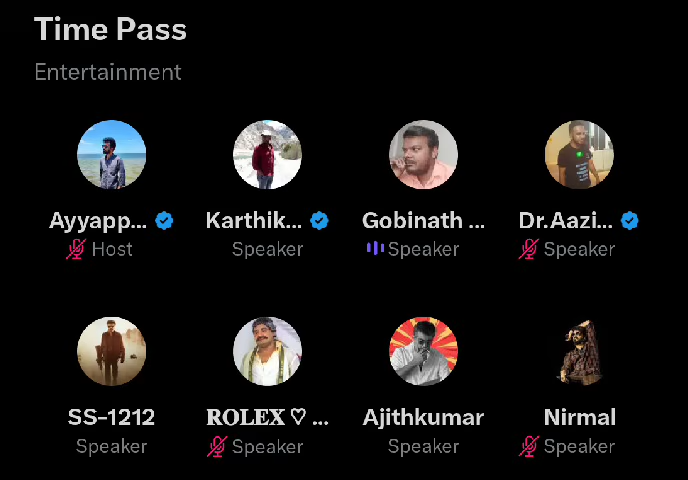 Time Pass
Entertainment
Ayyapp... Karthik... Gobinath ... Dr.Aazi...
Host Speaker Speaker Speaker
SS-1212 ROLEX ♡ ... Ajithkumar Nirmal
Speaker Speaker Speaker Speaker